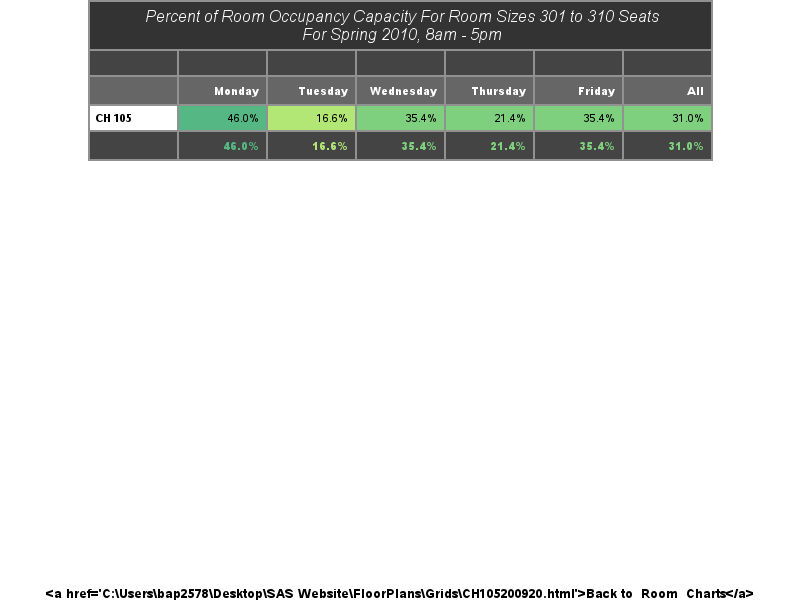 Percent of Room Occupancy Capacity For Room Sizes 301 to 310 Seats
For Spring 2010, 8am - 5pm
Monday Tuesday Wednesday Thursday Friday All
CH 105 46.0% 16.6% 35.4% 21.4% 35.4% 31.0%
46.0% 16.6% 35.4% 21.4% 35.4% 31.0%
<a href='C:\Users\bap2578\Desktop\SAS Website\FloorPlans\Grids\CH105200920.html'>Back to Room Charts</a>